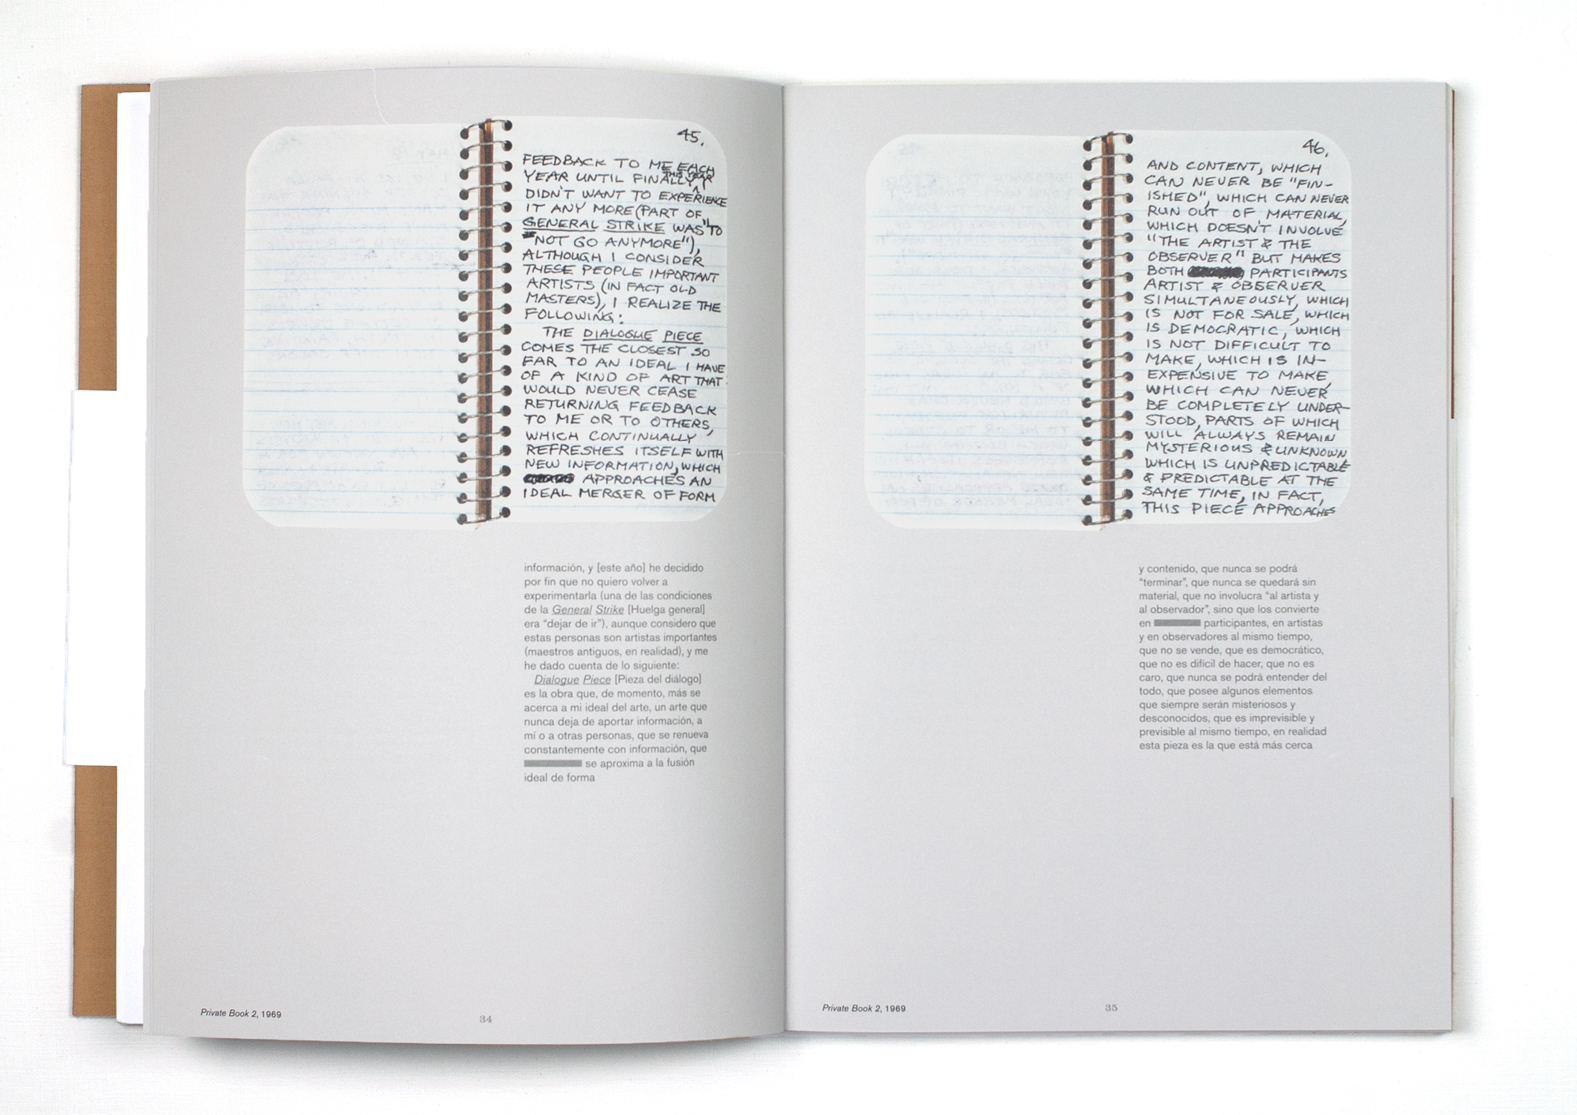 45.
FEEDBACK TO ME EACH
YEAR UNTIL FINALLY THIS YEAR I
DIDN'T WANT TO EXPERIENCE
IT ANY MORE (PART OF
GENERAL STRIKE WAS "TO
"NOT GO ANYMORE"),
ALTHOUGH I CONSIDER
THESE PEOPLE IMPORTANT
ARTISTS (IN FACT OLD
MASTERS), I REALIZE THE
FOLLOWING:
THE DIALOGUE PIECE
COMES THE CLOSEST SO
FAR TO AN IDEAL I HAVE
OF A KIND OF ART THAT
WOULD NEVER CEASE
RETURNING FEEDBACK
TO ME OR TO OTHERS,
WHICH CONTINUALLY
REFRESHES ITSELF WITH
NEW INFORMATION, WHICH
APPROACHES AN
IDEAL MERGER OF FORM
información, y [este año] he decidido
por fin que no quiero volver a
experimentarla (una de las condiciones
de la General Strike [Huelga general]
era “dejar de ir”), aunque considero que
estas personas son artistas importantes
(maestros antiguos, en realidad), y me
he dado cuenta de lo siguiente:
Dialogue Piece [Pieza del diálogo]
es la obra que, de momento, más se
acerca a mi ideal del arte, un arte que
nunca deja de aportar información, a
mí o a otras personas, que se renueva
constantemente con información, que
se aproxima a la fusión
ideal de forma
Private Book 2, 1969
34
46.
AND CONTENT, WHICH
CAN NEVER BE "FIN-
ISHED", WHICH CAN NEVER
RUN OUT OF MATERIAL,
WHICH DOESN'T INVOLVE
"THE ARTIST & THE
OBSERVER" BUT MAKES
BOTH PARTICIPANTS
ARTIST & OBSERVER
SIMULTANEOUSLY, WHICH
IS NOT FOR SALE, WHICH
IS DEMOCRATIC, WHICH
IS NOT DIFFICULT TO
MAKE, WHICH IS IN-
EXPENSIVE TO MAKE,
WHICH CAN NEVER
BE COMPLETELY UNDER-
STOOD, PARTS OF WHICH
WILL ALWAYS REMAIN
MYSTERIOUS & UNKNOWN
WHICH IS UNPREDICTABLE
& PREDICTABLE AT THE
SAME TIME, IN FACT,
THIS PIECE APPROACHES
y contenido, que nunca se podrá
“terminar”, que nunca se quedará sin
material, que no involucra “al artista y
al observador”, sino que los convierte
en participantes, en artistas
y en observadores al mismo tiempo,
que no se vende, que es democrático,
que no es difícil de hacer, que no es
caro, que nunca se podrá entender del
todo, que posee algunos elementos
que siempre serán misteriosos y
desconocidos, que es imprevisible y
previsible al mismo tiempo, en realidad
esta pieza es la que está más cerca
Private Book 2, 1969
35